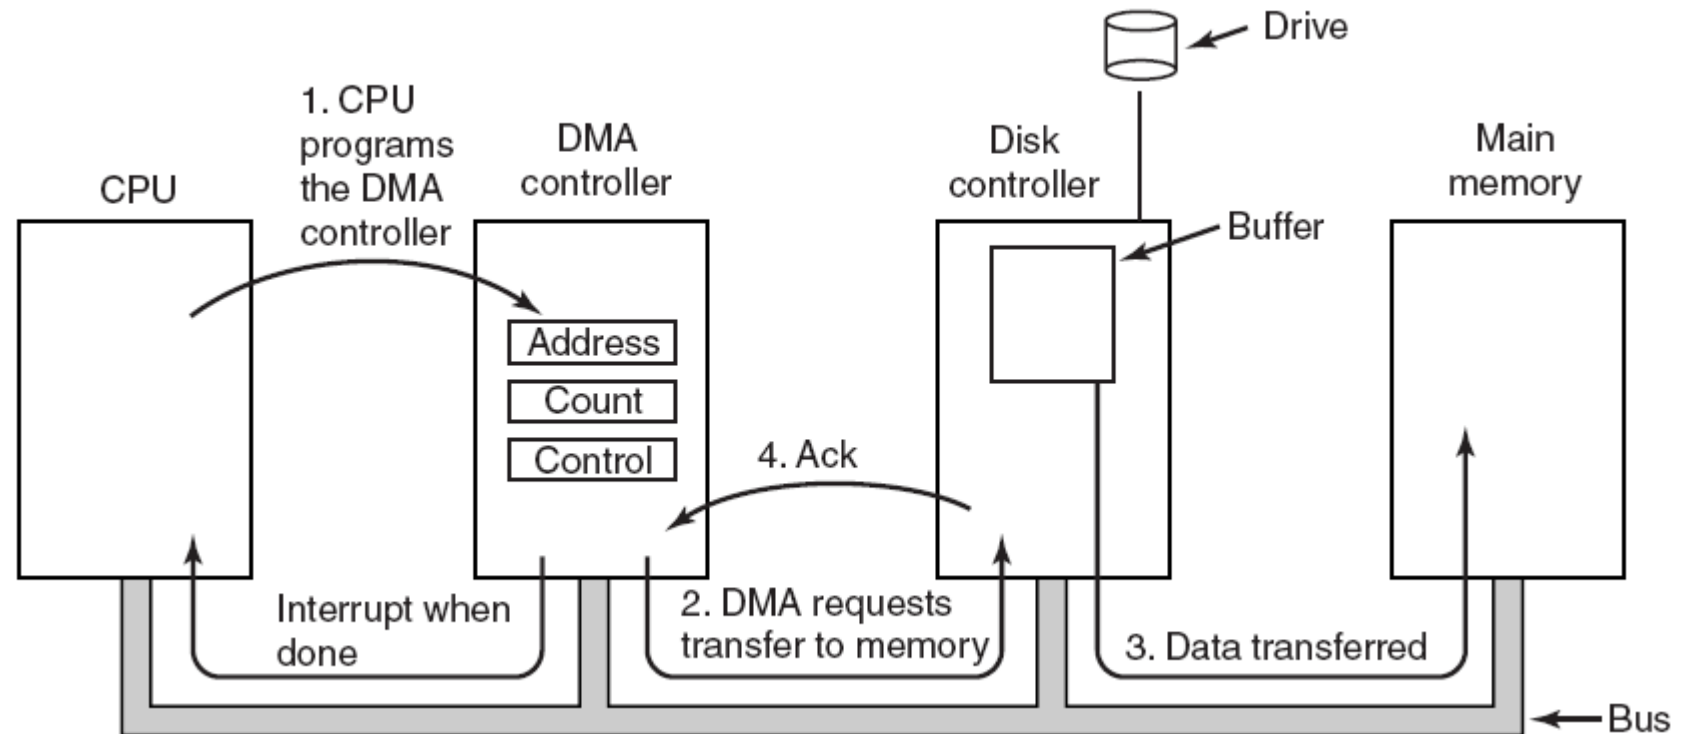 Drive
1. CPU
programs
the DMA
controller
CPU
DMA
controller
Disk
controller
Main
memory
Buffer
Address
Count
Control
4. Ack
Interrupt when
done
2. DMA requests
transfer to memory
3. Data transferred
Bus